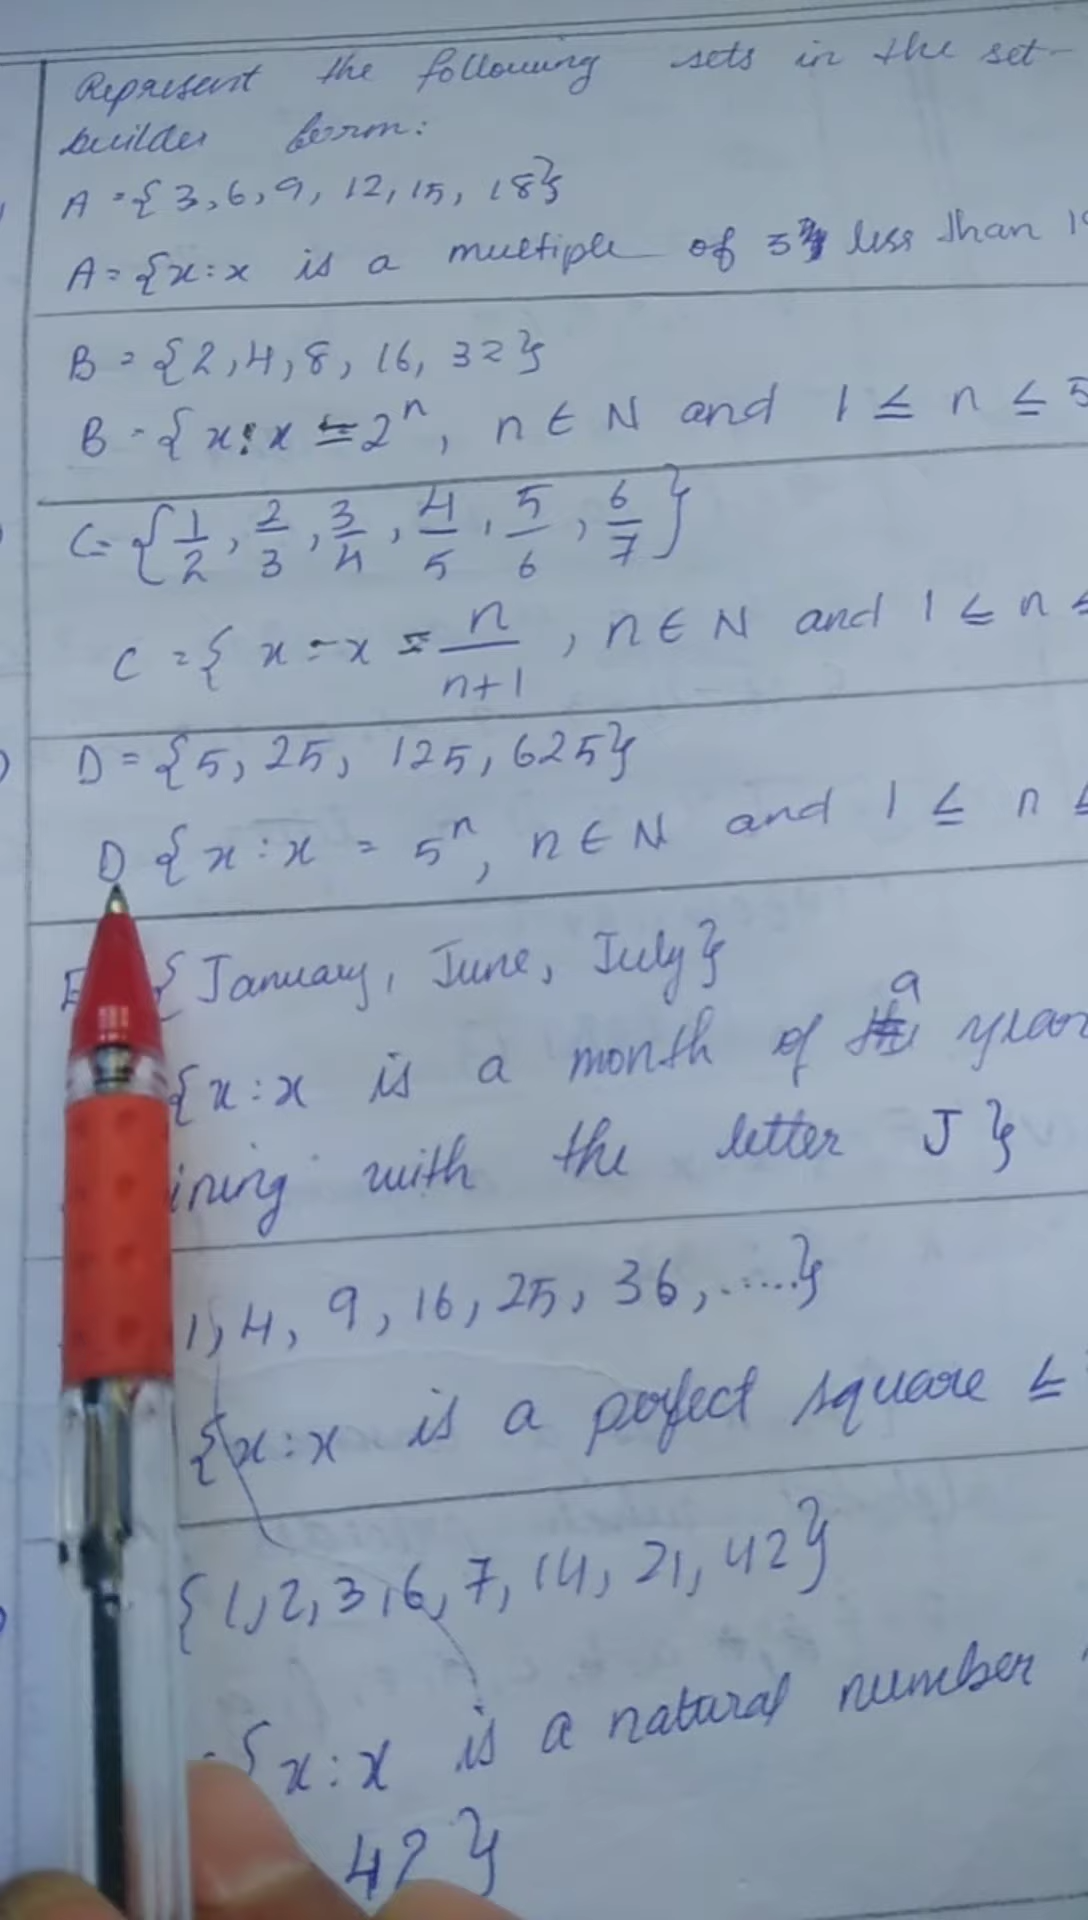 Represent the following sets in the set-
builder form:
A = {3, 6, 9, 12, 15, 18}
A = {x : x is a multiple of 3 less than
B = {2, 4, 8, 16, 32}
B = {x : x = 2ⁿ, n ∈ N and 1 ≤ n ≤ 5
C = {1/2, 2/3, 3/4, 4/5, 5/6, 6/7}
C = {x : x = n/n+1, n ∈ N and 1 ≤ n ≤
D = {5, 25, 125, 625}
D {x : x = 5ⁿ, n ∈ N and 1 ≤ n ≤
E {January, June, July}
{x : x is a month of a year
ining with the letter J}
1, 4, 9, 16, 25, 36, .....}
{x : x is a perfect square
{1, 2, 3, 6, 7, 14, 21, 42}
{x : x is a natural number
42}